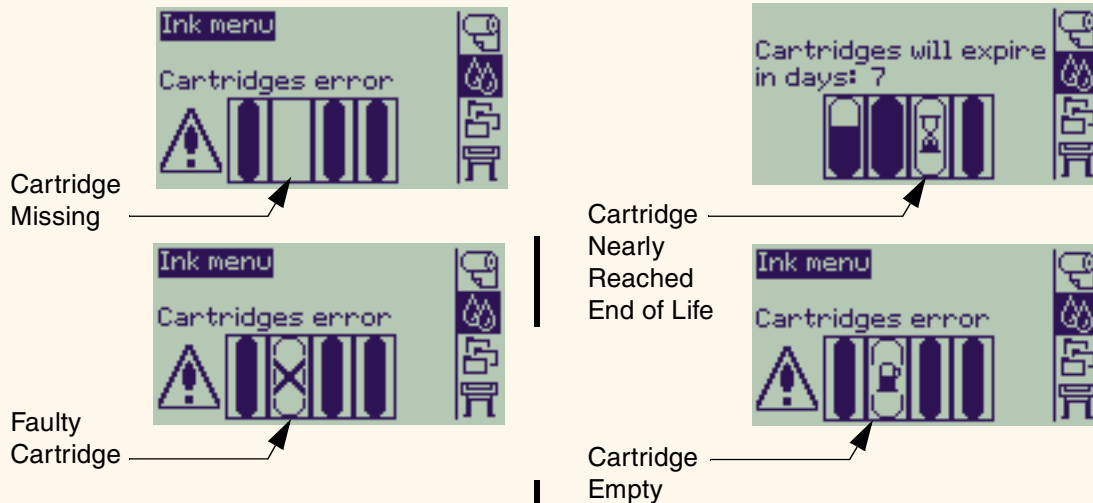 Ink menu
Cartridges error
Cartridge
Missing
Cartridges will expire
in days: 7
Cartridge
Nearly
Reached
End of Life
Ink menu
Cartridges error
Faulty
Cartridge
Ink menu
Cartridges error
Cartridge
Empty